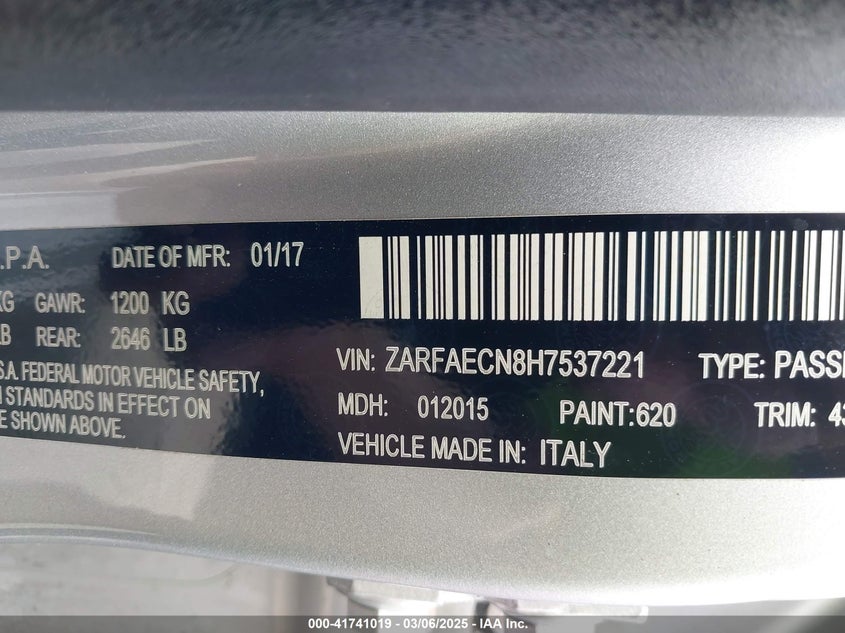 .P.A. DATE OF MFR: 01/17
KG GAWR: 1200 KG
LB REAR: 2646 LB
S.A. FEDERAL MOTOR VEHICLE SAFETY,
STANDARDS IN EFFECT ON
E SHOWN ABOVE.
VIN: ZARFAECN8H7537221 TYPE: PASSE
MDH: 012015 PAINT:620 TRIM: 43
VEHICLE MADE IN: ITALY
000-41741019 — 03/06/2025 — IAA Inc.